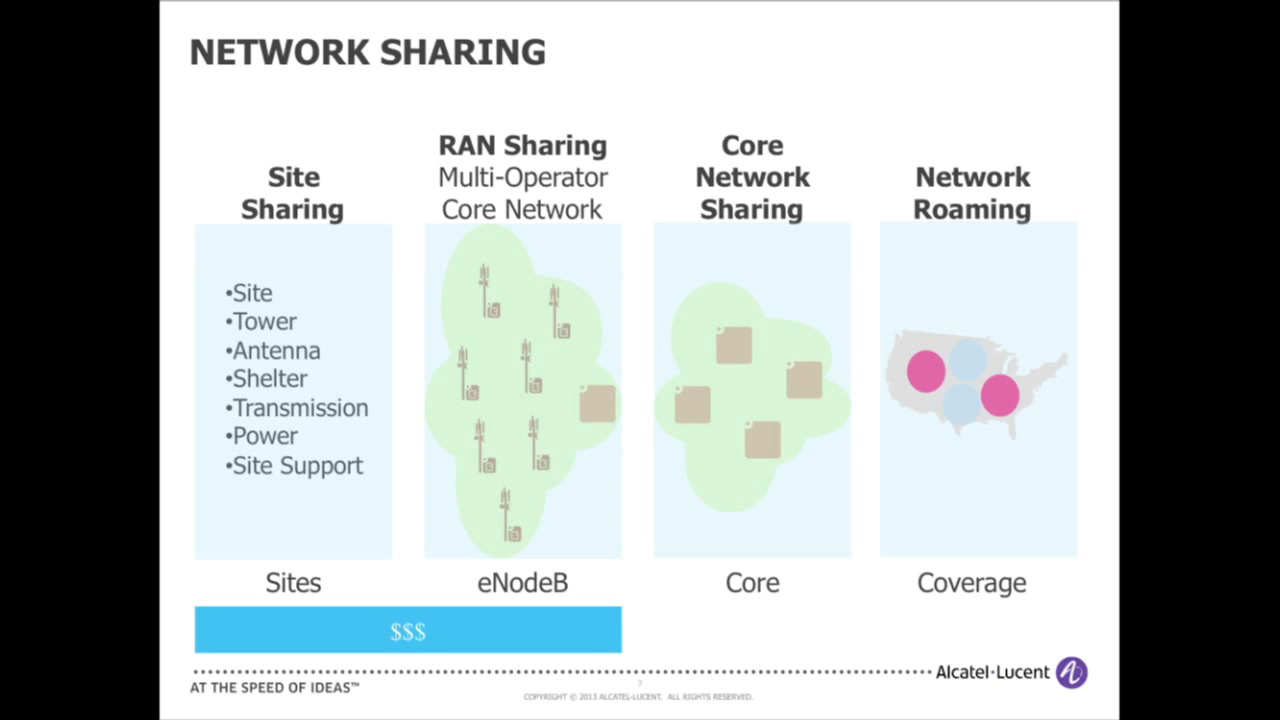 NETWORK SHARING
Site
Sharing
•Site
•Tower
•Antenna
•Shelter
•Transmission
•Power
•Site Support
Sites
RAN Sharing
Multi-Operator
Core Network
eNodeB
$$$
Core
Network
Sharing
Core
Network
Roaming
Coverage
Alcatel·Lucent
AT THE SPEED OF IDEAS™
7
COPYRIGHT © 2013 ALCATEL-LUCENT. ALL RIGHTS RESERVED.